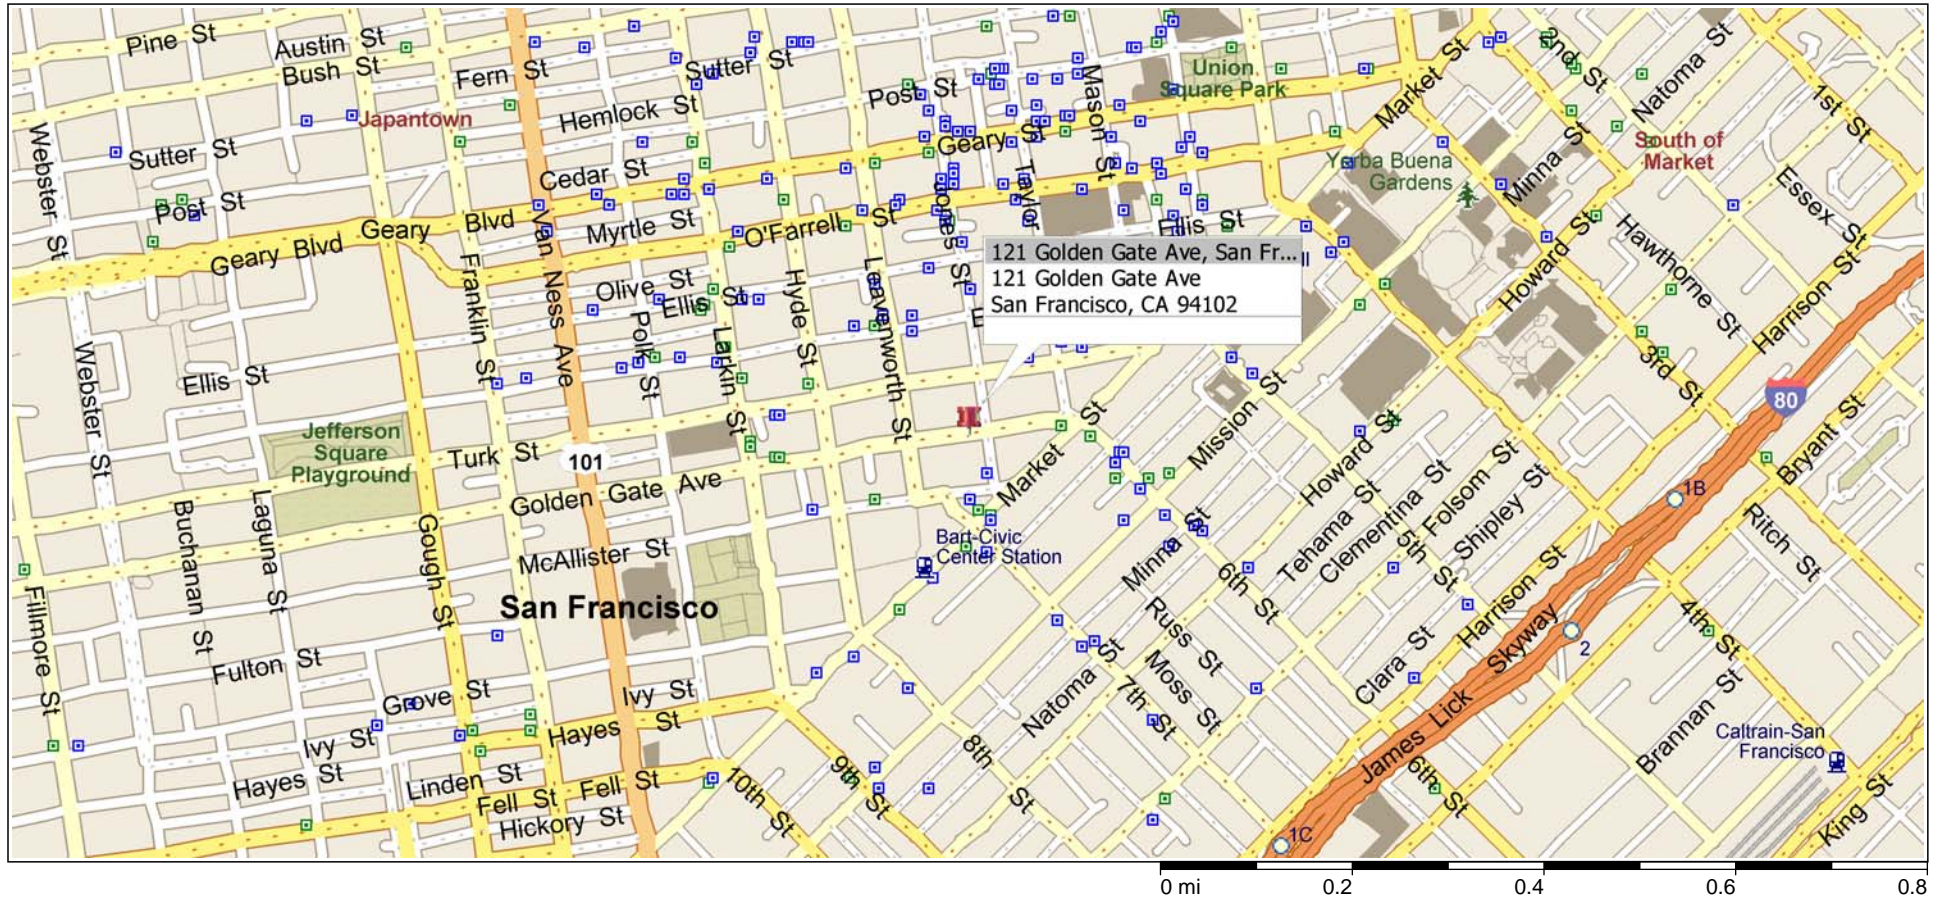 Pine St
Austin St
Bush St
Fern St
Sutter St
Hemlock St
Post St
Mason St
Union
Square Park
Market St
2nd St
Natoma St
1st St
Japantown
Webster St
Sutter St
Post St
Cedar St
Geary St
Taylor
Yerba Buena
Gardens
Minna St
South of
Market
Essex St
Geary Blvd
Geary Blvd
Van Ness Ave
Myrtle St
O'Farrell St
Jones St
Ellis St
Howard St
Hawthorne St
Harrison St
121 Golden Gate Ave, San Fr...
121 Golden Gate Ave
San Francisco, CA 94102
Franklin St
Olive St
Ellis St
Polk St
Larkin St
Hyde St
Leavenworth St
Webster St
Ellis St
3rd St
80
Jefferson
Square
Playground
Turk St
101
Golden Gate Ave
Market St
Mission St
Howard St
Tehama St
Clementina St
Folsom St
Shipley St
5th St
Bryant St
1B
Ritch St
Buchanan St
Laguna St
Gough St
McAllister St
Bart-Civic
Center Station
Minna St
6th St
San Francisco
Fillmore St
Fulton St
Grove St
Ivy St
Hayes St
Ivy St
Hayes St
Linden St
Fell St
Fell St
Hickory St
10th St
9th St
8th St
Natoma St
7th St
Russ St
Moss St
Clara St
Harrison St
James Lick Skyway
2
4th St
Brannan St
Caltrain-San
Francisco
6th St
King St
1C
0 mi
0.2
0.4
0.6
0.8